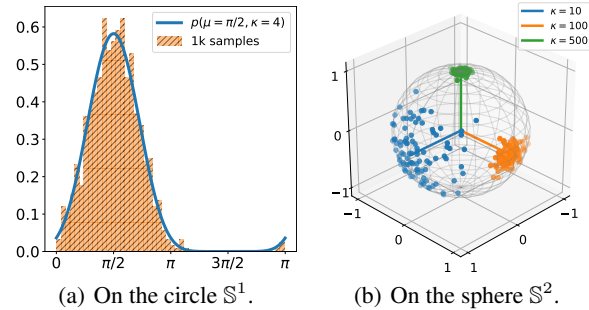 p(μ = π/2, κ = 4)
1k samples
0.6
0.5
0.4
0.3
0.2
0.1
0.0
0 π/2 π 3π/2 π
(a) On the circle 𝕊¹.
κ = 10
κ = 100
κ = 500
1
0
−1
−1 0 1
1 0 −1
(b) On the sphere 𝕊².